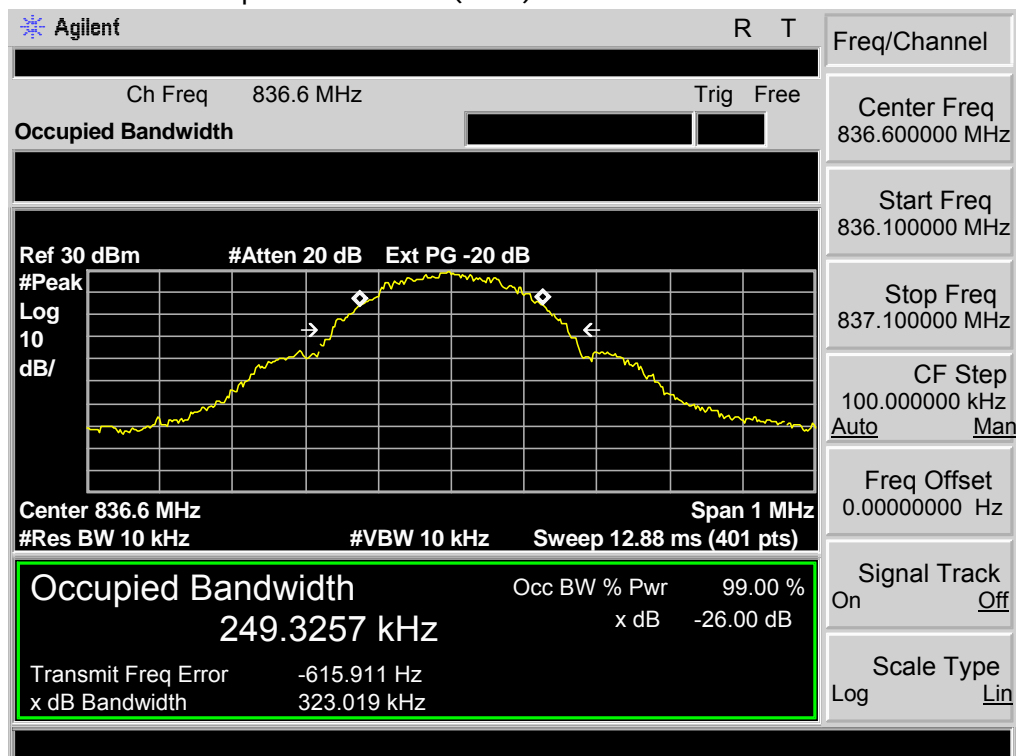 Agilent
R T
Ch Freq 836.6 MHz
Trig Free
Occupied Bandwidth
Ref 30 dBm #Atten 20 dB Ext PG -20 dB
#Peak
Log
10
dB/
Center 836.6 MHz
Span 1 MHz
#Res BW 10 kHz #VBW 10 kHz Sweep 12.88 ms (401 pts)
Occupied Bandwidth
249.3257 kHz
Occ BW % Pwr 99.00 %
x dB -26.00 dB
Transmit Freq Error -615.911 Hz
x dB Bandwidth 323.019 kHz
Freq/Channel
Center Freq
836.600000 MHz
Start Freq
836.100000 MHz
Stop Freq
837.100000 MHz
CF Step
100.000000 kHz
Auto Man
Freq Offset
0.00000000 Hz
Signal Track
On Off
Scale Type
Log Lin